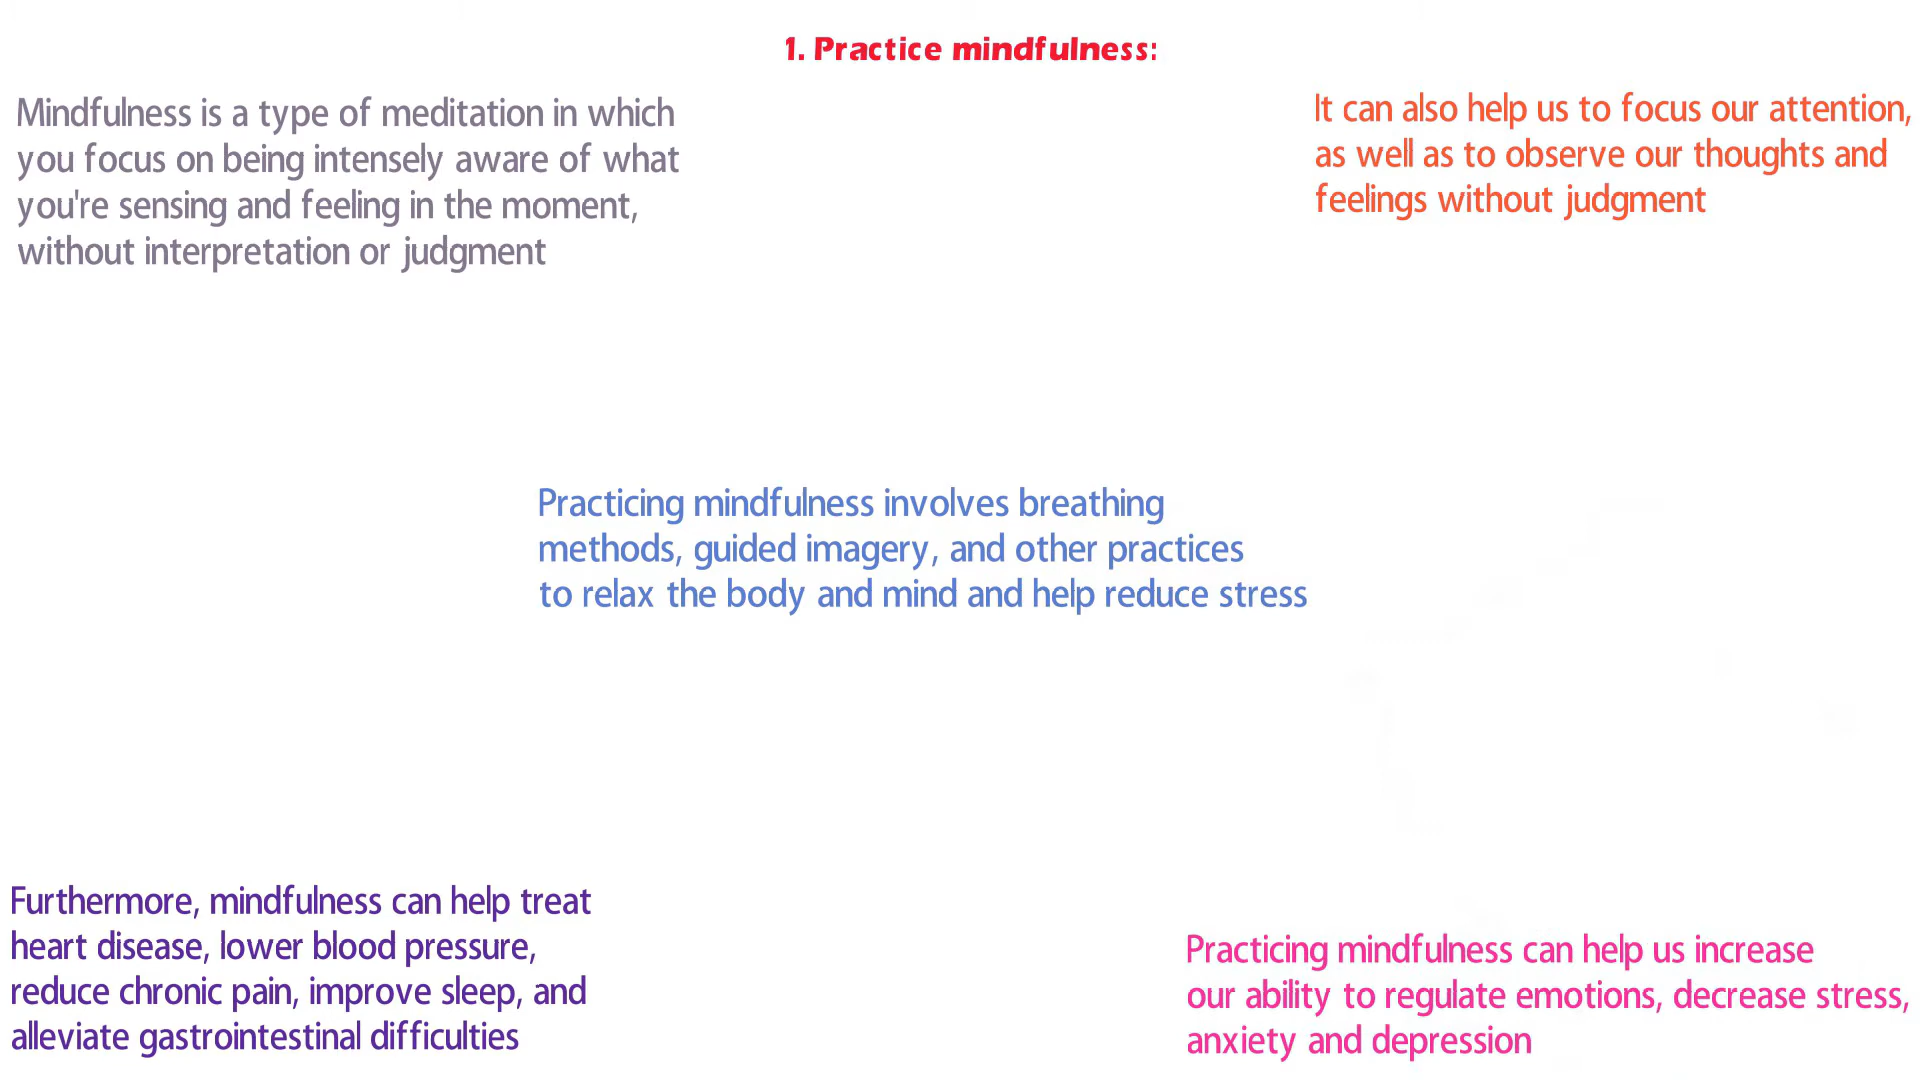 1. Practice mindfulness:
Mindfulness is a type of meditation in which
you focus on being intensely aware of what
you're sensing and feeling in the moment,
without interpretation or judgment
It can also help us to focus our attention,
as well as to observe our thoughts and
feelings without judgment
Practicing mindfulness involves breathing
methods, guided imagery, and other practices
to relax the body and mind and help reduce stress
Furthermore, mindfulness can help treat
heart disease, lower blood pressure,
reduce chronic pain, improve sleep, and
alleviate gastrointestinal difficulties
Practicing mindfulness can help us increase
our ability to regulate emotions, decrease stress,
anxiety and depression